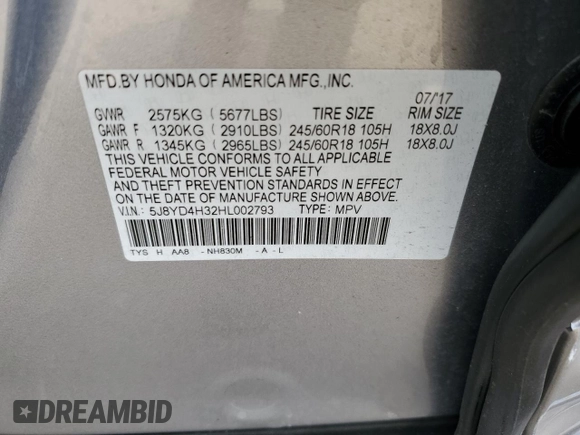 MFD.BY HONDA OF AMERICA MFG.,INC.
07/'17
GVWR 2575KG ( 5677LBS) TIRE SIZE RIM SIZE
GAWR F 1320KG ( 2910LBS) 245/60R18 105H 18X8.0J
GAWR R 1345KG ( 2965LBS) 245/60R18 105H 18X8.0J
THIS VEHICLE CONFORMS TO ALL APPLICABLE
FEDERAL MOTOR VEHICLE SAFETY
AND THEFT PREVENTION STANDARDS IN EFFECT
ON THE DATE OF MANUFACTURE SHOWN ABOVE.
V.I.N.: 5J8YD4H32HL002793 TYPE: MPV
TYS H AA8 - NH830M - A - L
DREAMBID